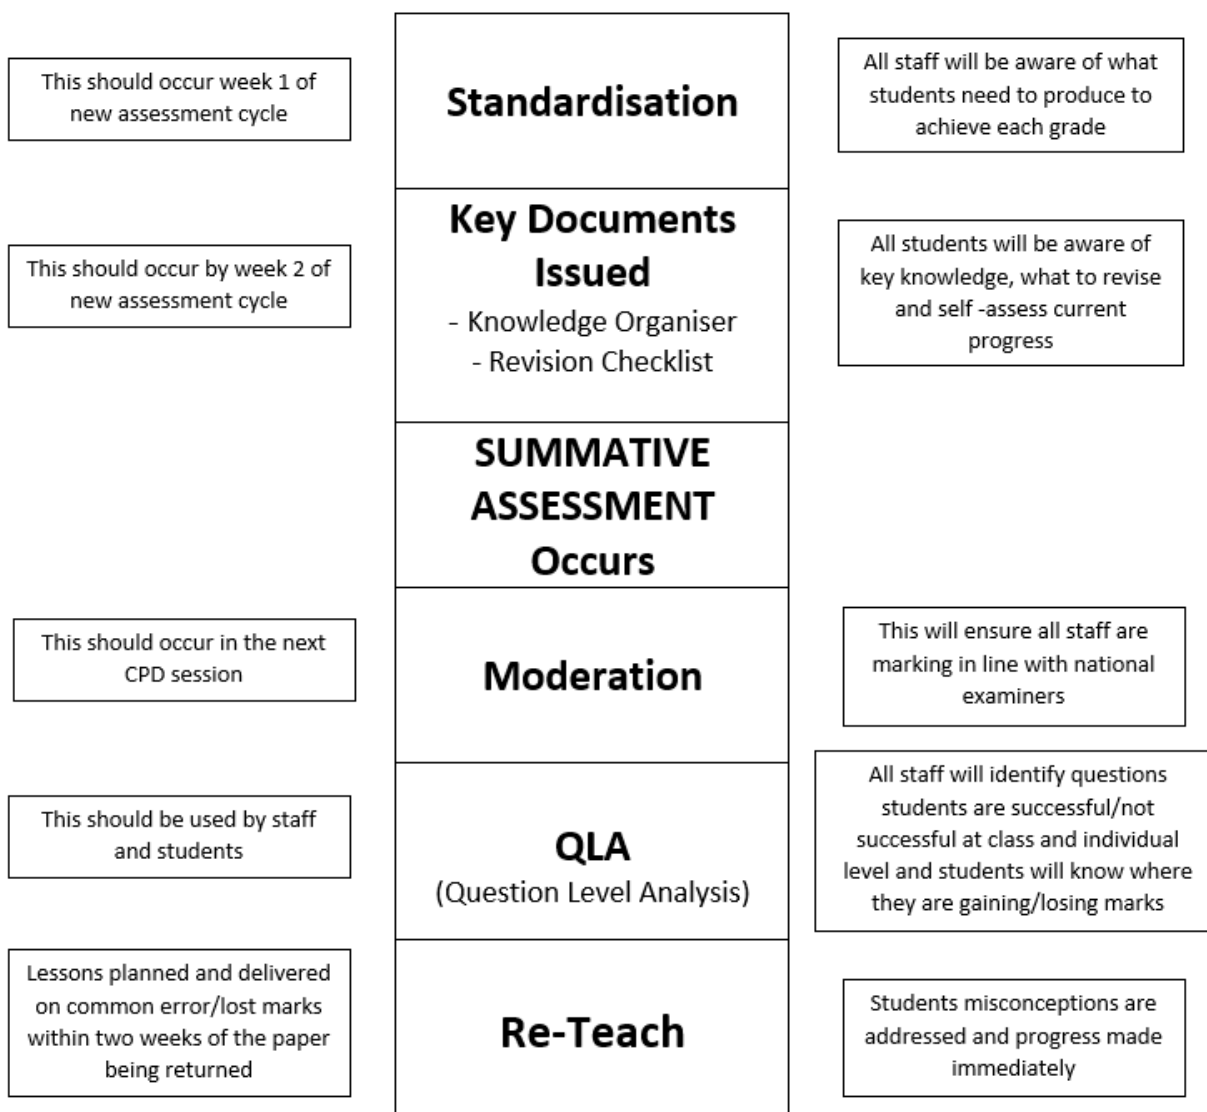 This should occur week 1 of
new assessment cycle
Standardisation
All staff will be aware of what
students need to produce to
achieve each grade
This should occur by week 2 of
new assessment cycle
Key Documents
Issued
- Knowledge Organiser
- Revision Checklist
All students will be aware of
key knowledge, what to revise
and self -assess current
progress
SUMMATIVE
ASSESSMENT
Occurs
This should occur in the next
CPD session
Moderation
This will ensure all staff are
marking in line with national
examiners
This should be used by staff
and students
QLA
(Question Level Analysis)
All staff will identify questions
students are successful/not
successful at class and individual
level and students will know where
they are gaining/losing marks
Lessons planned and delivered
on common error/lost marks
within two weeks of the paper
being returned
Re-Teach
Students misconceptions are
addressed and progress made
immediately